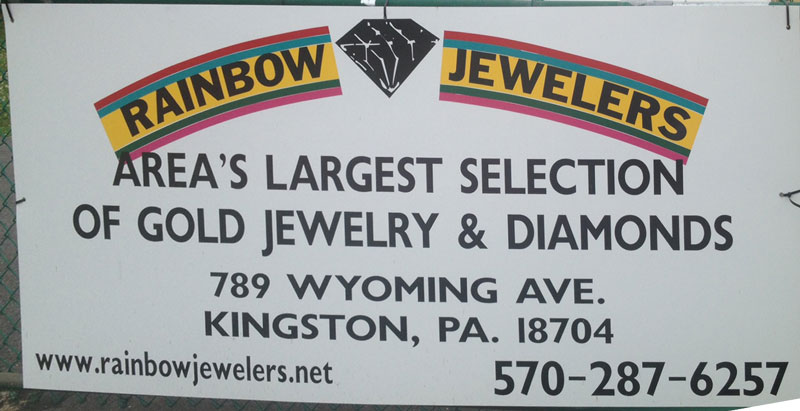 RAINBOW JEWELERS
AREA'S LARGEST SELECTION
OF GOLD JEWELRY & DIAMONDS
789 WYOMING AVE.
KINGSTON, PA. 18704
www.rainbowjewelers.net 570-287-6257